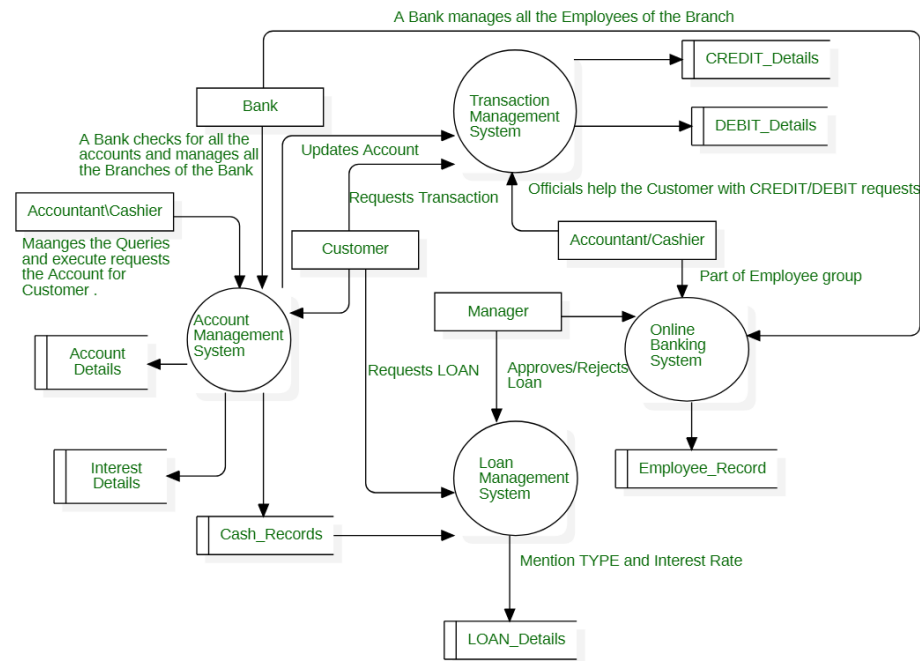 A Bank manages all the Employees of the Branch
CREDIT_Details
Bank
Transaction
Management
System
DEBIT_Details
A Bank checks for all the
accounts and manages all
the Branches of the Bank
Updates Account
Requests Transaction
Officials help the Customer with CREDIT/DEBIT requests
Accountant\Cashier
Maanges the Queries
and execute requests
the Account for
Customer .
Customer
Accountant/Cashier
Part of Employee group
Manager
Account
Management
System
Online
Banking
System
Account
Details
Requests LOAN
Approves/Rejects
Loan
Interest
Details
Loan
Management
System
Employee_Record
Cash_Records
Mention TYPE and Interest Rate
LOAN_Details